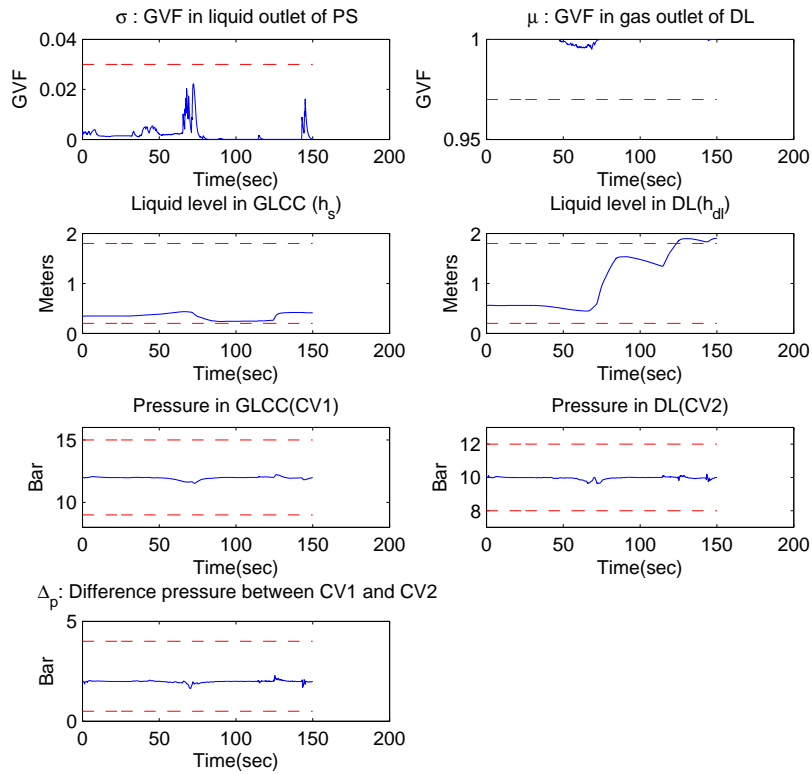 σ : GVF in liquid outlet of PS
0.04
0.02
0
GVF
0 50 100 150 200
Time(sec)
μ : GVF in gas outlet of DL
1
0.95
GVF
0 50 100 150 200
Time(sec)
Liquid level in GLCC (h_s)
2
1
0
Meters
0 50 100 150 200
Time(sec)
Liquid level in DL(h_dl)
2
1
0
Meters
0 50 100 150 200
Time(sec)
Pressure in GLCC(CV1)
15
12
9
Bar
0 50 100 150 200
Time(sec)
Pressure in DL(CV2)
12
10
8
Bar
0 50 100 150 200
Time(sec)
Δ_p: Difference pressure between CV1 and CV2
5
0
Bar
0 50 100 150 200
Time(sec)